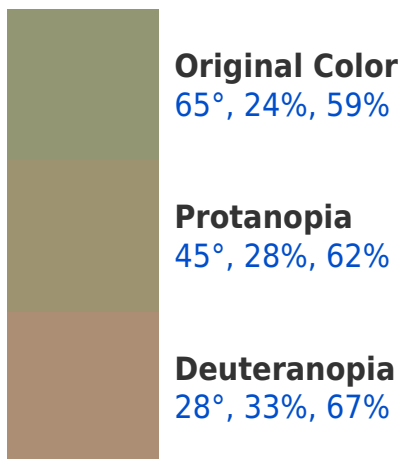 Original Color
65°, 24%, 59%
Protanopia
45°, 28%, 62%
Deuteranopia
28°, 33%, 67%